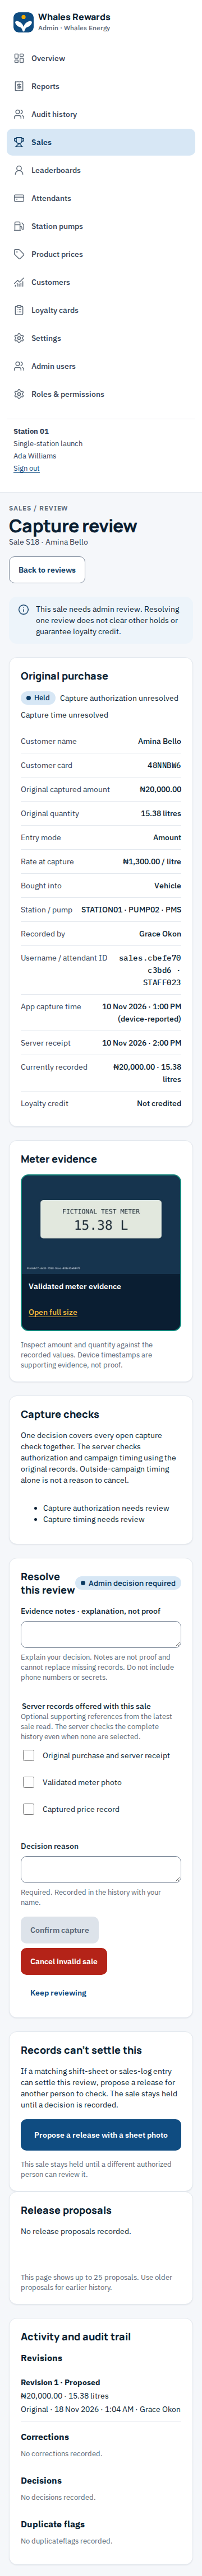 Whales Rewards
Admin · Whales Energy
Overview
Reports
Audit history
Sales
Leaderboards
Attendants
Station pumps
Product prices
Customers
Loyalty cards
Settings
Admin users
Roles & permissions
Station 01
Single-station launch
Ada Williams
Sign out
SALES / REVIEW
Capture review
Sale S18 · Amina Bello
Back to reviews
This sale needs admin review. Resolving
one review does not clear other holds or
guarantee loyalty credit.
Original purchase
Held Capture authorization unresolved
Capture time unresolved
Customer name Amina Bello
Customer card 48NNBW6
Original captured amount ₦20,000.00
Original quantity 15.38 litres
Entry mode Amount
Rate at capture ₦1,300.00 / litre
Bought into Vehicle
Station / pump STATION01 · PUMP02 · PMS
Recorded by Grace Okon
Username / attendant ID sales.cbefe70
c3bd6 ·
STAFF023
App capture time 10 Nov 2026 · 1:00 PM
(device-reported)
Server receipt 10 Nov 2026 · 2:00 PM
Currently recorded ₦20,000.00 · 15.38
litres
Loyalty credit Not credited
Meter evidence
FICTIONAL TEST METER
15.38 L
Validated meter evidence
Open full size
Inspect amount and quantity against the
recorded values. Device timestamps are
supporting evidence, not proof.
Capture checks
One decision covers every open capture
check together. The server checks
authorization and campaign timing using the
original records. Outside-campaign timing
alone is not a reason to cancel.
• Capture authorization needs review
• Capture timing needs review
Resolve
this review
Admin decision required
Evidence notes · explanation, not proof
Explain your decision. Notes are not proof and
cannot replace missing records. Do not include
phone numbers or secrets.
Server records offered with this sale
Optional supporting references from the latest
sale read. The server checks the complete
history even when none are selected.
Original purchase and server receipt
Validated meter photo
Captured price record
Decision reason
Required. Recorded in the history with your
name.
Confirm capture
Cancel invalid sale
Keep reviewing
Records can't settle this
If a matching shift-sheet or sales-log entry
can settle this review, propose a release for
another person to check. The sale stays held
until a decision is recorded.
Propose a release with a sheet photo
This sale stays held until a different authorized
person can review it.
Release proposals
No release proposals recorded.
This page shows up to 25 proposals. Use older
proposals for earlier history.
Activity and audit trail
Revisions
Revision 1 · Proposed
₦20,000.00 · 15.38 litres
Original · 18 Nov 2026 · 1:04 AM · Grace Okon
Corrections
No corrections recorded.
Decisions
No decisions recorded.
Duplicate flags
No duplicateflags recorded.